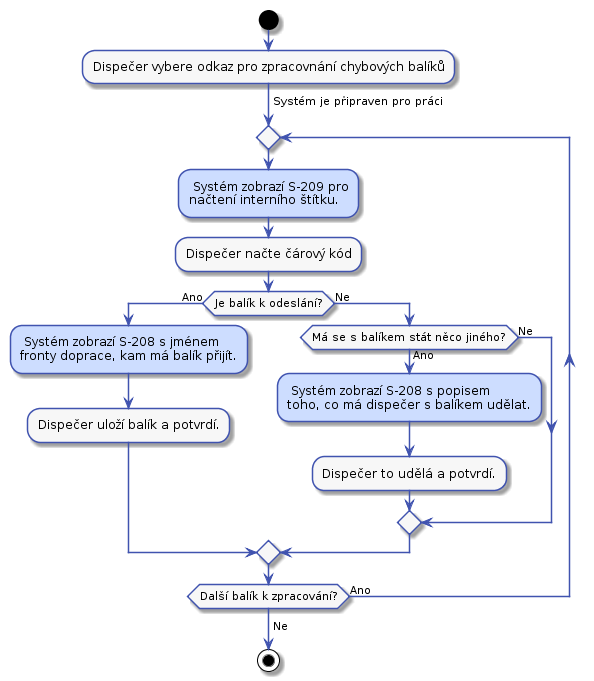 Dispečer vybere odkaz pro zpracovnání chybových balíků
Systém je připraven pro práci
Systém zobrazí S-209 pro
načtení interního štítku.
Dispečer načte čárový kód
Je balík k odeslání?
Ano
Ne
Systém zobrazí S-208 s jménem
fronty doprace, kam má balík přijít.
Dispečer uloží balík a potvrdí.
Má se s balíkem stát něco jiného?
Ne
Ano
Systém zobrazí S-208 s popisem
toho, co má dispečer s balíkem udělat.
Dispečer to udělá a potvrdí.
Další balík k zpracování?
Ano
Ne